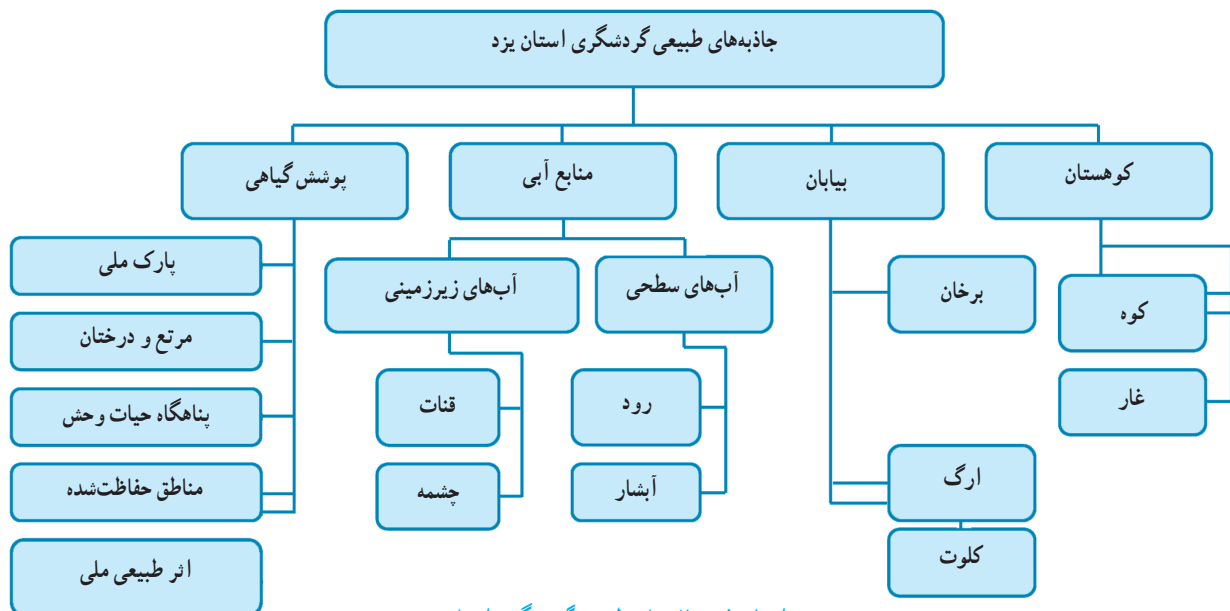 جاذبه‌های طبیعی گردشگری استان یزد
کوهستان
بیابان
منابع آبی
پوشش گیاهی
کوه
غار
برخان
ارگ
کلوت
آب‌های سطحی
رود
آبشار
آب‌های زیرزمینی
قنات
چشمه
پارک ملی
مرتع و درختان
پناهگاه حیات وحش
مناطق حفاظت‌شده
اثر طبیعی ملی